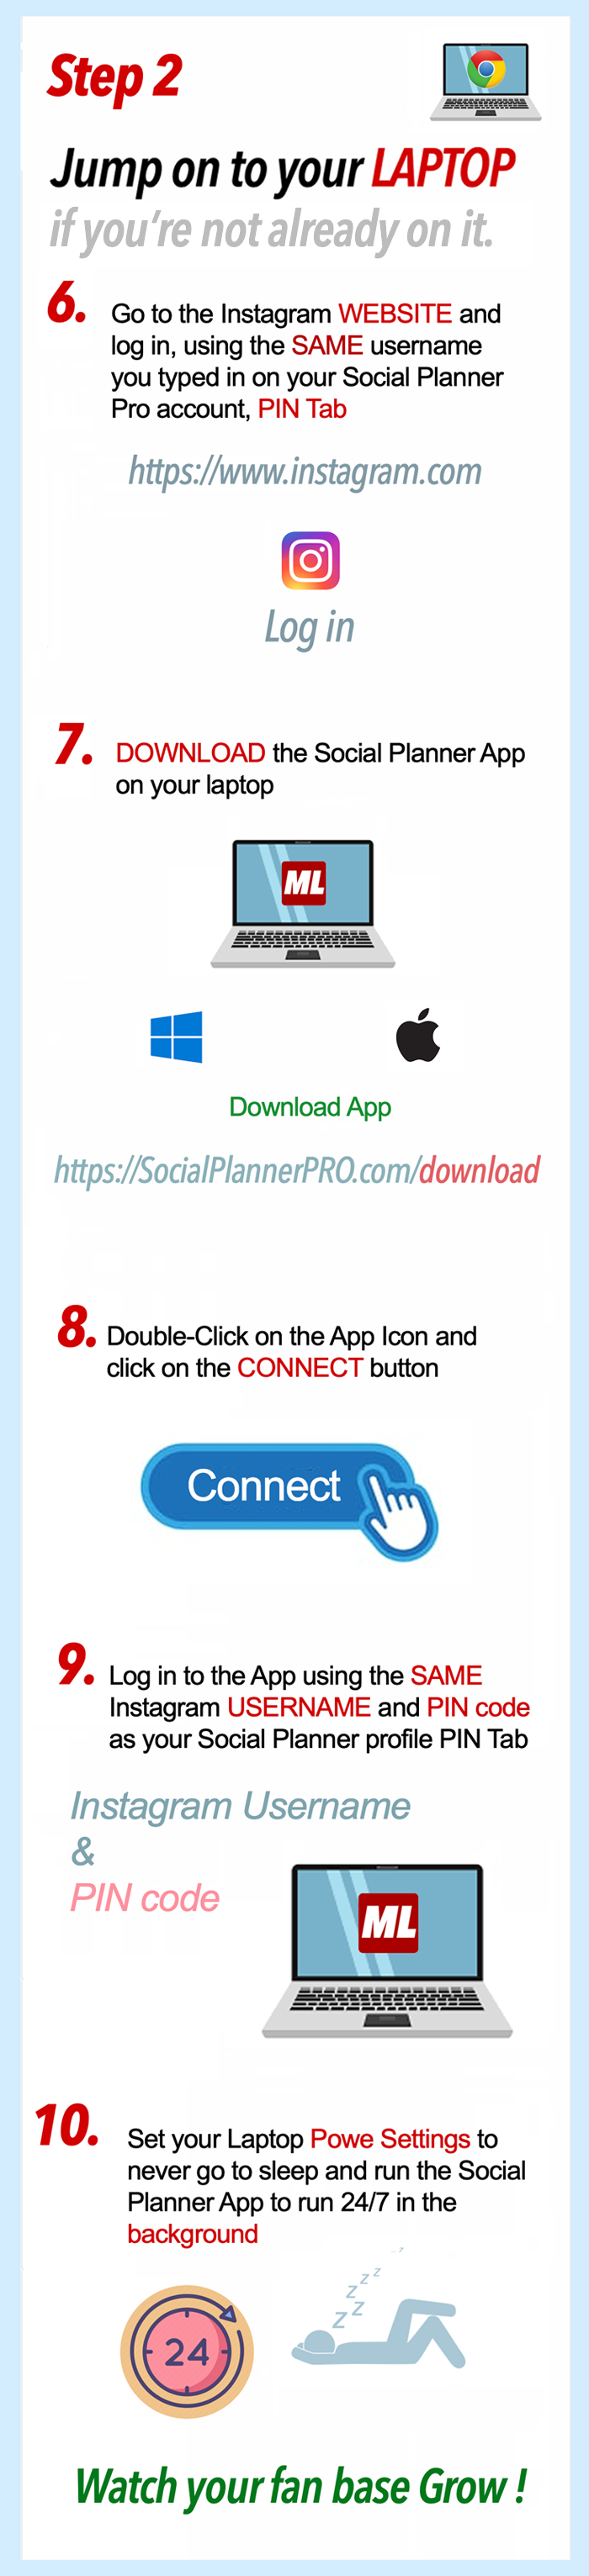 Step 2
Jump on to your LAPTOP
if you're not already on it.
6.
Go to the Instagram WEBSITE and
log in, using the SAME username
you typed in on your Social Planner
Pro account, PIN Tab
https://www.instagram.com
Log in
7.
DOWNLOAD the Social Planner App
on your laptop
ML
Download App
https://SocialPlannerPRO.com/download
8.
Double-Click on the App Icon and
click on the CONNECT button
Connect
9.
Log in to the App using the SAME
Instagram USERNAME and PIN code
as your Social Planner profile PIN Tab
Instagram Username
&
PIN code
ML
10.
Set your Laptop Powe Settings to
never go to sleep and run the Social
Planner App to run 24/7 in the
background
z z z z z
24
Watch your fan base Grow !